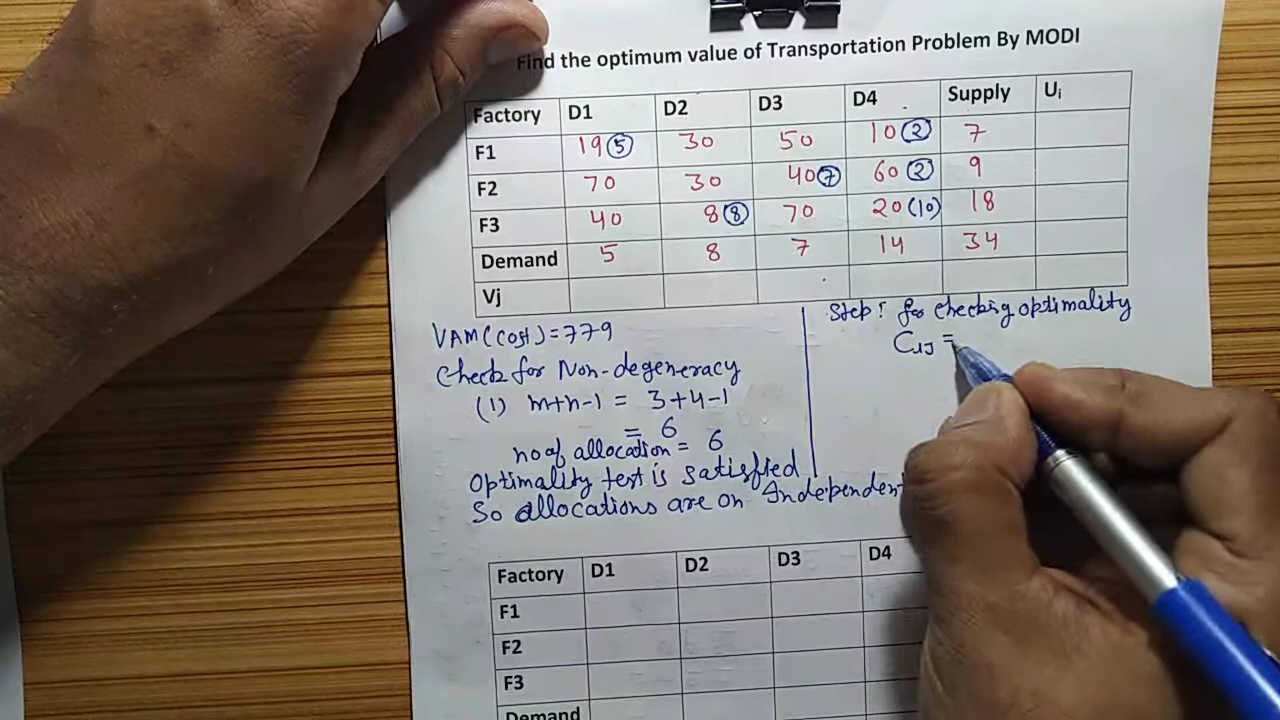 Find the optimum value of Transportation Problem By MODI
Factory D1 D2 D3 D4 Supply Ui
F1 19 5 30 50 10 2 7
F2 70 30 40 7 60 2 9
F3 40 8 8 70 20 (10) 18
Demand 5 8 7 14 34
Vj
VAM (cost) = 779
Check for Non-degeneracy
(1) m+n-1 = 3+4-1
= 6
no of allocation = 6
Optimality test is satisfied
So allocations are on Independent
Step: for checking optimality
CIJ =
Factory D1 D2 D3 D4
F1
F2
F3
Demand